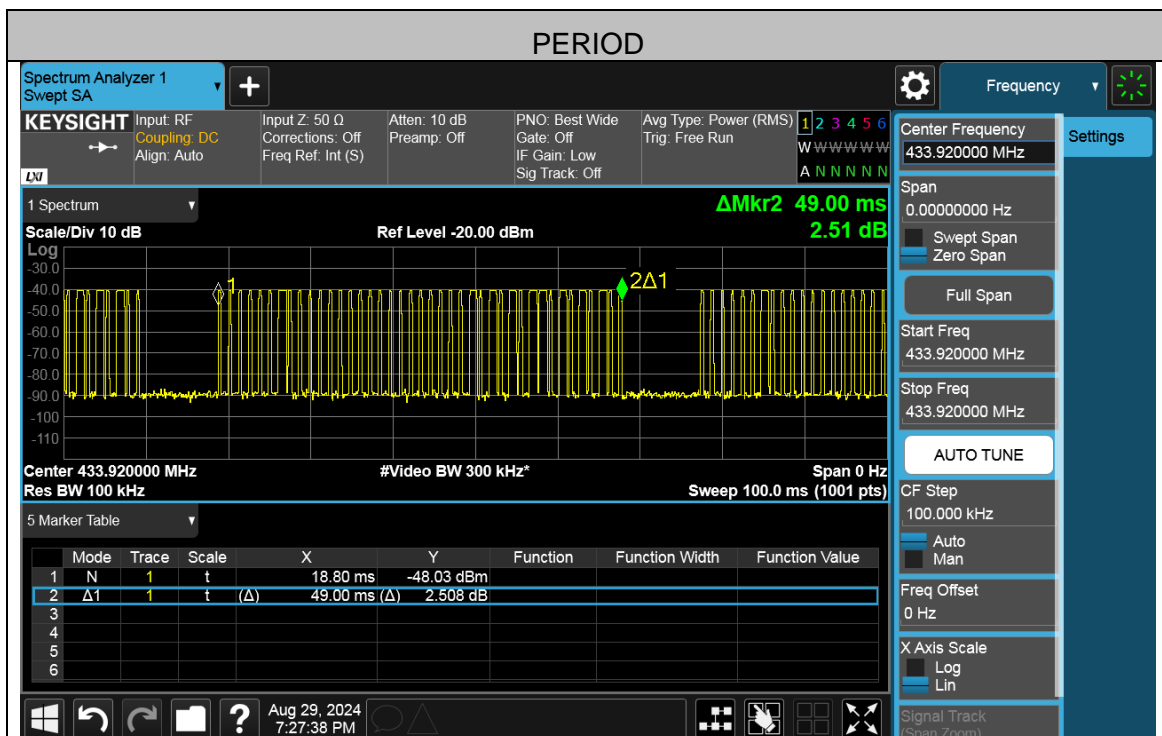 PERIOD
Spectrum Analyzer 1
Swept SA
Frequency
KEYSIGHT
LXI
Input: RF
Coupling: DC
Align: Auto
Input Z: 50 Ω
Corrections: Off
Freq Ref: Int (S)
Atten: 10 dB
Preamp: Off
PNO: Best Wide
Gate: Off
IF Gain: Low
Sig Track: Off
Avg Type: Power (RMS)
Trig: Free Run
1 2 3 4 5 6
W W W W W W
A N N N N N
1 Spectrum
ΔMkr2 49.00 ms
2.51 dB
Scale/Div 10 dB
Ref Level -20.00 dBm
Log
-30.0
-40.0
-50.0
-60.0
-70.0
-80.0
-90.0
-100
-110
1
2Δ1
Center 433.920000 MHz
#Video BW 300 kHz*
Span 0 Hz
Res BW 100 kHz
Sweep 100.0 ms (1001 pts)
5 Marker Table
Mode Trace Scale X Y Function Function Width Function Value
1 N 1 t 18.80 ms -48.03 dBm
2 Δ1 1 t (Δ) 49.00 ms (Δ) 2.508 dB
3
4
5
6
Aug 29, 2024
7:27:38 PM
Center Frequency
433.920000 MHz
Settings
Span
0.00000000 Hz
Swept Span
Zero Span
Full Span
Start Freq
433.920000 MHz
Stop Freq
433.920000 MHz
AUTO TUNE
CF Step
100.000 kHz
Auto
Man
Freq Offset
0 Hz
X Axis Scale
Log
Lin
Signal Track
(Span Zoom)